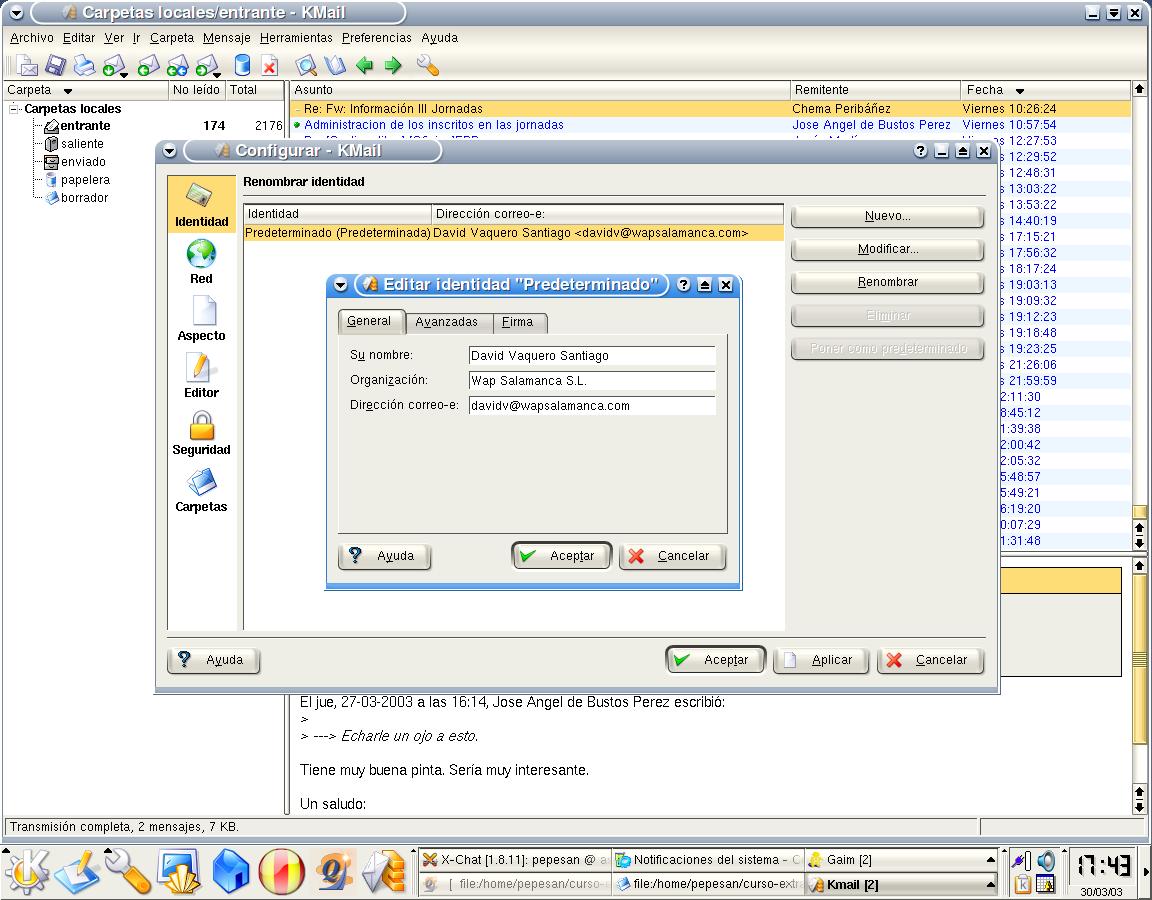 Carpetas locales/entrante - KMail
Archivo Editar Ver Ir Carpeta Mensaje Herramientas Preferencias Ayuda
Carpeta No leído Total
Carpetas locales
entrante 174 2176
saliente
enviado
papelera
borrador
Asunto Remitente Fecha
Re: Fw: Información III Jornadas Chema Peribáñez Viernes 10:26:24
Administracion de los inscritos en las jornadas Jose Angel de Bustos Perez Viernes 10:57:54
12:27:53
12:29:52
12:48:31
13:03:22
13:53:22
14:40:19
17:15:21
17:56:32
18:17:24
19:03:13
19:09:32
19:12:23
19:18:48
19:23:25
21:26:06
21:59:59
2:11:30
8:45:12
1:39:38
2:00:42
2:05:32
5:48:57
5:49:21
6:19:20
0:07:29
1:31:48
Configurar - KMail
Identidad
Red
Aspecto
Editor
Seguridad
Carpetas
Renombrar identidad
Identidad Dirección correo-e:
Predeterminado (Predeterminada) David Vaquero Santiago <davidv@wapsalamanca.com>
Nuevo...
Modificar...
Renombrar
Eliminar
Poner como predeterminado
Editar identidad "Predeterminado"
General Avanzadas Firma
Su nombre: David Vaquero Santiago
Organización: Wap Salamanca S.L.
Dirección correo-e: davidv@wapsalamanca.com
Ayuda Aceptar Cancelar
Ayuda Aceptar Aplicar Cancelar
El jue, 27-03-2003 a las 16:14, Jose Angel de Bustos Perez escribió:
>
> ---> Echarle un ojo a esto.
Tiene muy buena pinta. Sería muy interesante.
Un saludo:
Transmisión completa, 2 mensajes, 7 KB.
X-Chat [1.8.11]: pepesan @ Notificaciones del sistema - Gaim [2]
[ file:/home/pepesan/curso- file:/home/pepesan/curso-ext Kmail [2]
17:43
30/03/03